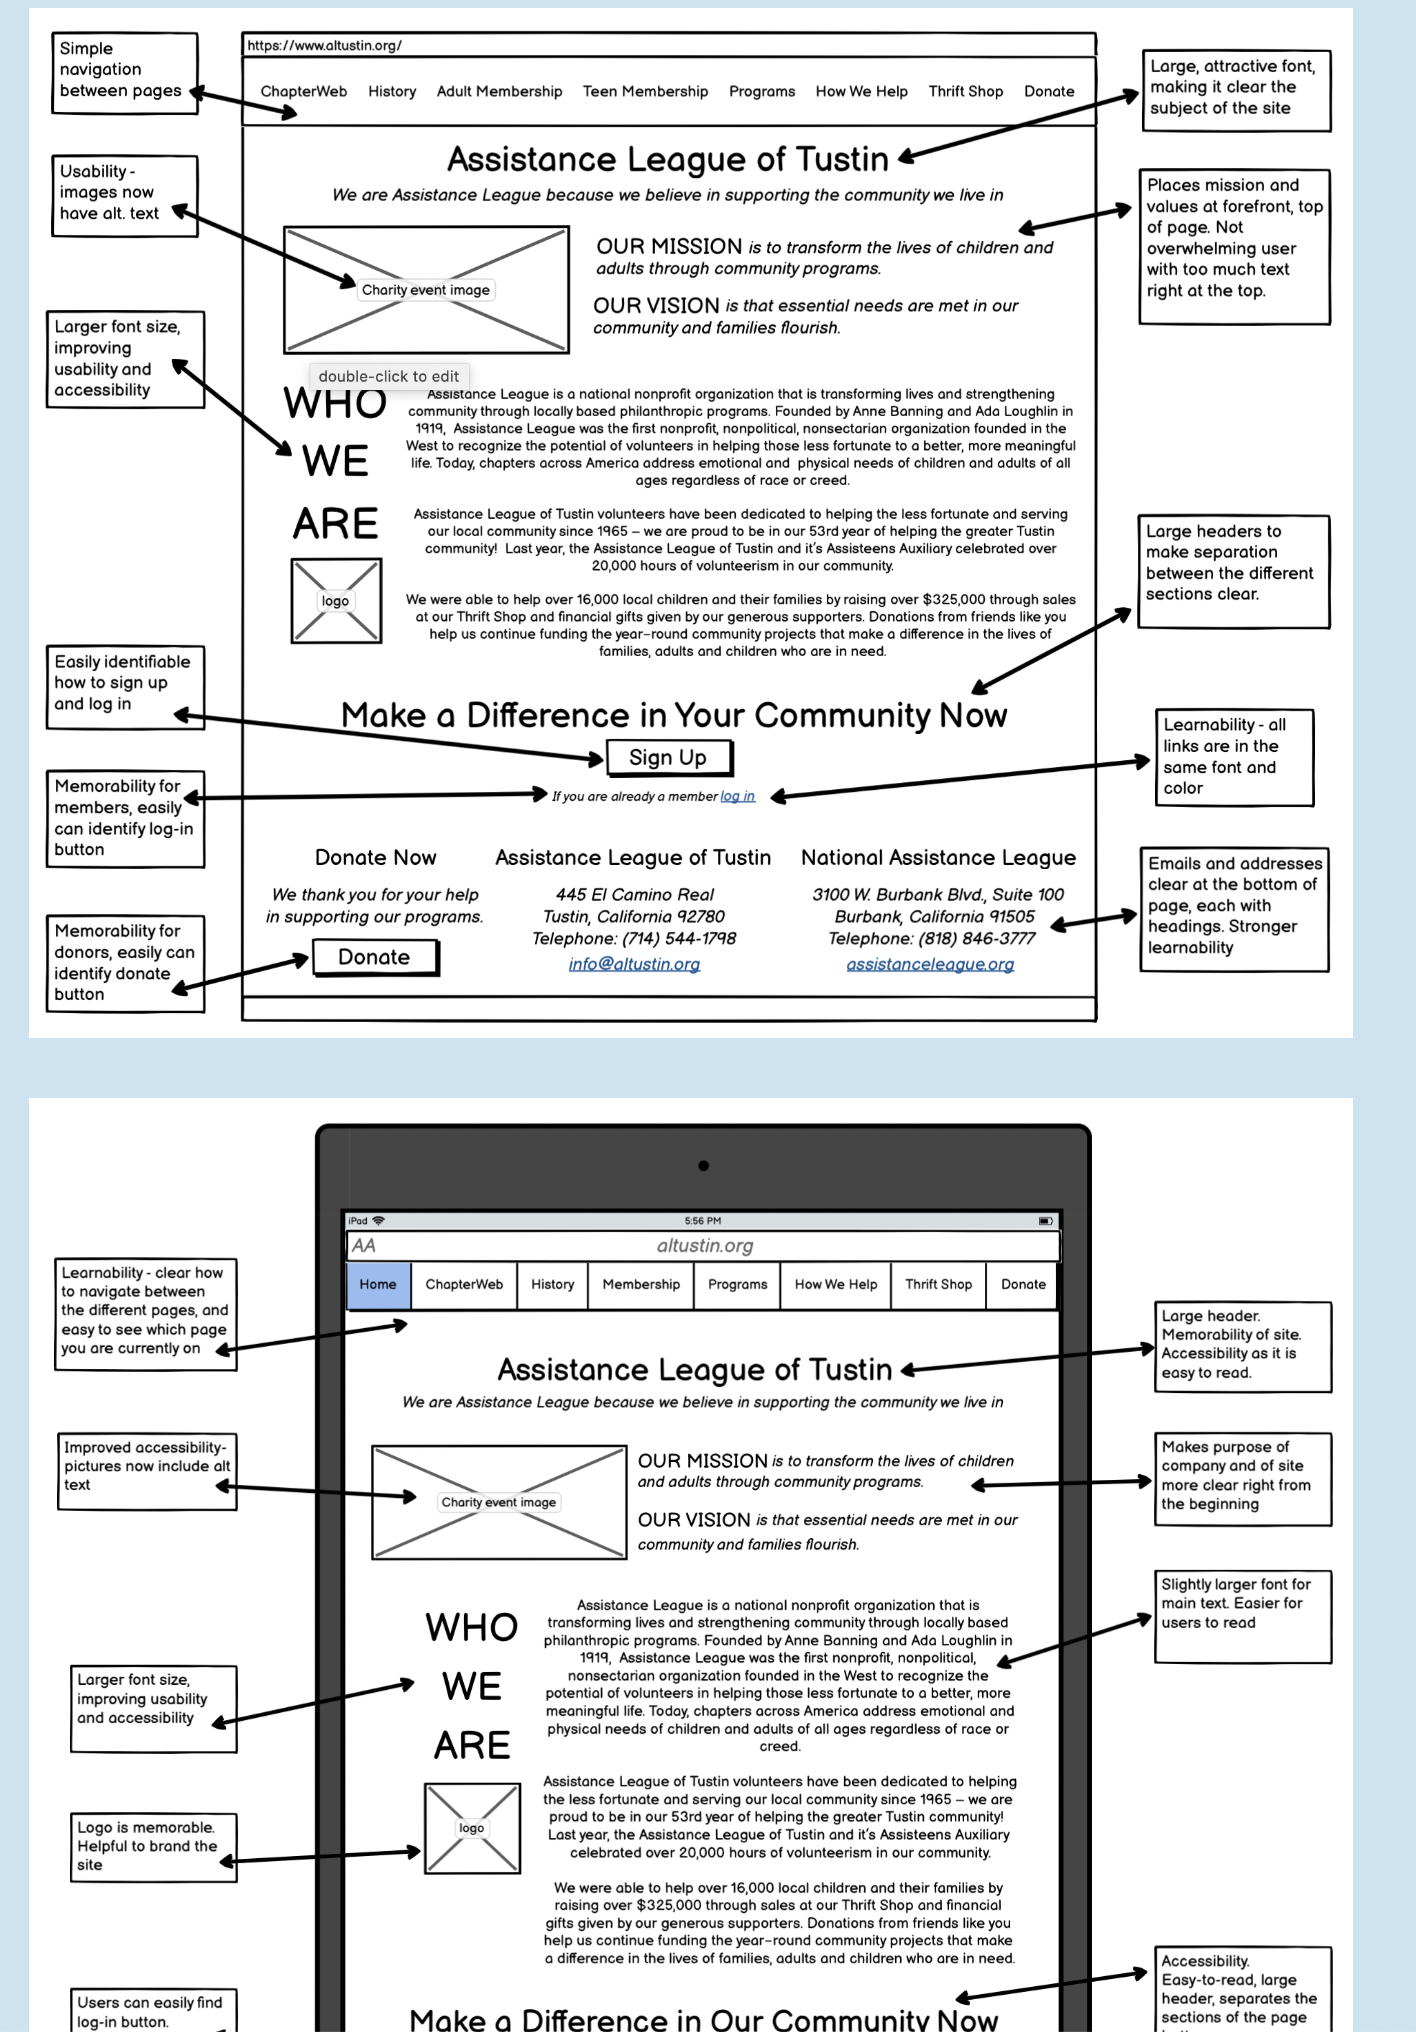 Simple
navigation
between pages
Usability -
images now
have alt. text
Larger font size,
improving
usability and
accessibility
Easily identifiable
how to sign up
and log in
Memorability for
members, easily
can identify log-in
button
Memorability for
donors, easily can
identify donate
button
https://www.altustin.org/
ChapterWeb History Adult Membership Teen Membership Programs How We Help Thrift Shop Donate
Assistance League of Tustin
We are Assistance League because we believe in supporting the community we live in
Charity event image
OUR MISSION is to transform the lives of children and
adults through community programs.
OUR VISION is that essential needs are met in our
community and families flourish.
double-click to edit
WHO
WE
ARE
logo
Assistance League is a national nonprofit organization that is transforming lives and strengthening
community through locally based philanthropic programs. Founded by Anne Banning and Ada Loughlin in
1919, Assistance League was the first nonprofit, nonpolitical, nonsectarian organization founded in the
West to recognize the potential of volunteers in helping those less fortunate to a better, more meaningful
life. Today, chapters across America address emotional and physical needs of children and adults of all
ages regardless of race or creed.
Assistance League of Tustin volunteers have been dedicated to helping the less fortunate and serving
our local community since 1965 – we are proud to be in our 53rd year of helping the greater Tustin
community! Last year, the Assistance League of Tustin and it's Assisteens Auxiliary celebrated over
20,000 hours of volunteerism in our community.
We were able to help over 16,000 local children and their families by raising over $325,000 through sales
at our Thrift Shop and financial gifts given by our generous supporters. Donations from friends like you
help us continue funding the year-round community projects that make a difference in the lives of
families, adults and children who are in need.
Make a Difference in Your Community Now
Sign Up
If you are already a member log in
Donate Now
We thank you for your help
in supporting our programs.
Donate
Assistance League of Tustin
445 El Camino Real
Tustin, California 92780
Telephone: (714) 544-1798
info@altustin.org
National Assistance League
3100 W. Burbank Blvd., Suite 100
Burbank, California 91505
Telephone: (818) 846-3777
assistanceleague.org
Large, attractive font,
making it clear the
subject of the site
Places mission and
values at forefront, top
of page. Not
overwhelming user
with too much text
right at the top.
Large headers to
make separation
between the different
sections clear.
Learnability - all
links are in the
same font and
color
Emails and addresses
clear at the bottom of
page, each with
headings. Stronger
learnability
Learnability - clear how
to navigate between
the different pages, and
easy to see which page
you are currently on
Improved accessibility-
pictures now include alt
text
Larger font size,
improving usability
and accessibility
Logo is memorable.
Helpful to brand the
site
Users can easily find
log-in button.
iPad 5:56 PM
AA altustin.org
Home ChapterWeb History Membership Programs How We Help Thrift Shop Donate
Assistance League of Tustin
We are Assistance League because we believe in supporting the community we live in
Charity event image
OUR MISSION is to transform the lives of children
and adults through community programs.
OUR VISION is that essential needs are met in our
community and families flourish.
WHO
WE
ARE
logo
Assistance League is a national nonprofit organization that is
transforming lives and strengthening community through locally based
philanthropic programs. Founded by Anne Banning and Ada Loughlin in
1919, Assistance League was the first nonprofit, nonpolitical,
nonsectarian organization founded in the West to recognize the
potential of volunteers in helping those less fortunate to a better, more
meaningful life. Today, chapters across America address emotional and
physical needs of children and adults of all ages regardless of race or
creed.
Assistance League of Tustin volunteers have been dedicated to helping
the less fortunate and serving our local community since 1965 – we are
proud to be in our 53rd year of helping the greater Tustin community!
Last year, the Assistance League of Tustin and it's Assisteens Auxiliary
celebrated over 20,000 hours of volunteerism in our community.
We were able to help over 16,000 local children and their families by
raising over $325,000 through sales at our Thrift Shop and financial
gifts given by our generous supporters. Donations from friends like you
help us continue funding the year-round community projects that make
a difference in the lives of families, adults and children who are in need.
Make a Difference in Our Community Now
Large header.
Memorability of site.
Accessibility as it is
easy to read.
Makes purpose of
company and of site
more clear right from
the beginning
Slightly larger font for
main text. Easier for
users to read
Accessibility.
Easy-to-read, large
header, separates the
sections of the page